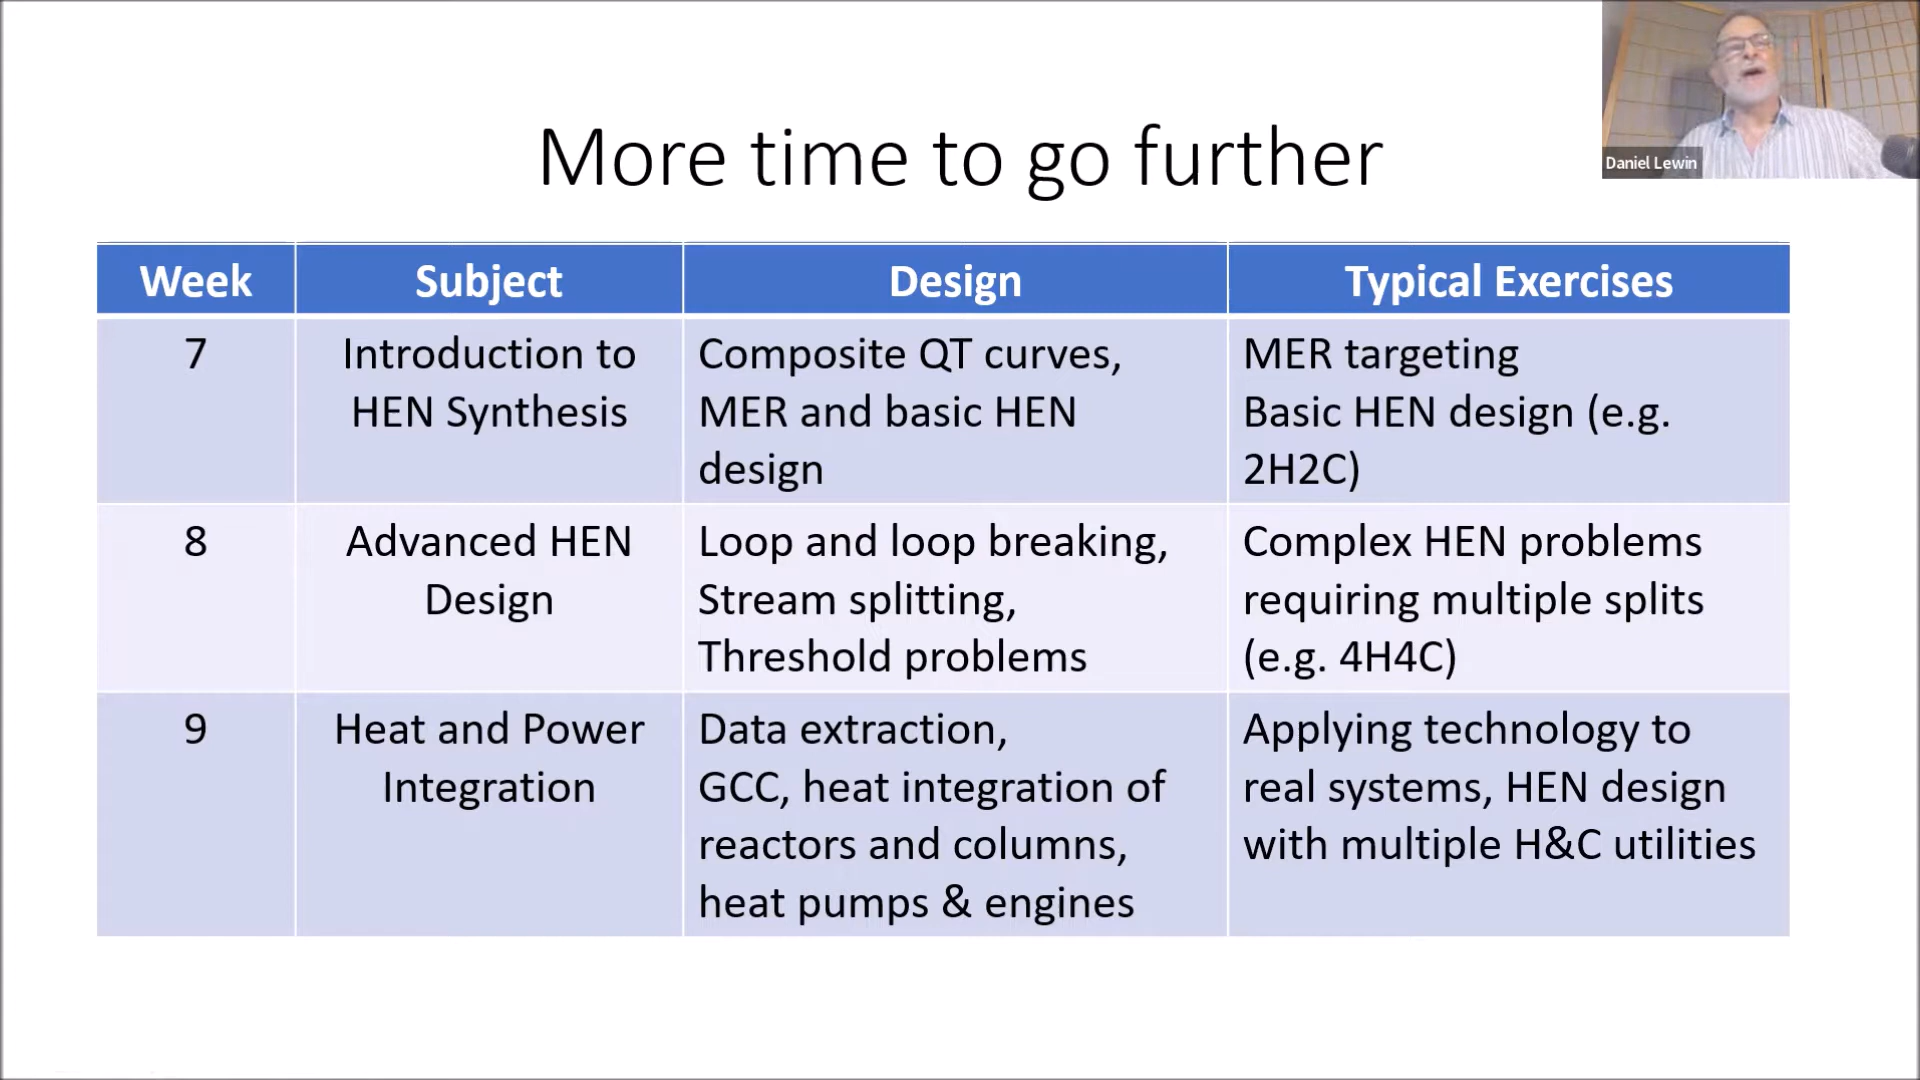 Daniel Lewin
More time to go further
Week
Subject
Design
Typical Exercises
7
Introduction to
HEN Synthesis
Composite QT curves,
MER and basic HEN
design
MER targeting
Basic HEN design (e.g.
2H2C)
8
Advanced HEN
Design
Loop and loop breaking,
Stream splitting,
Threshold problems
Complex HEN problems
requiring multiple splits
(e.g. 4H4C)
9
Heat and Power
Integration
Data extraction,
GCC, heat integration of
reactors and columns,
heat pumps & engines
Applying technology to
real systems, HEN design
with multiple H&C utilities